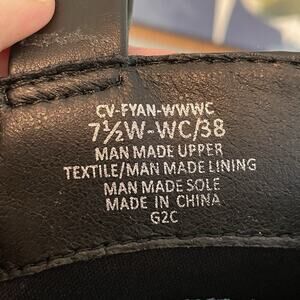 CV-FYAN-WWWC
7½W-WC/38
MAN MADE UPPER
TEXTILE/MAN MADE LINING
MAN MADE SOLE
MADE IN CHINA
G2C